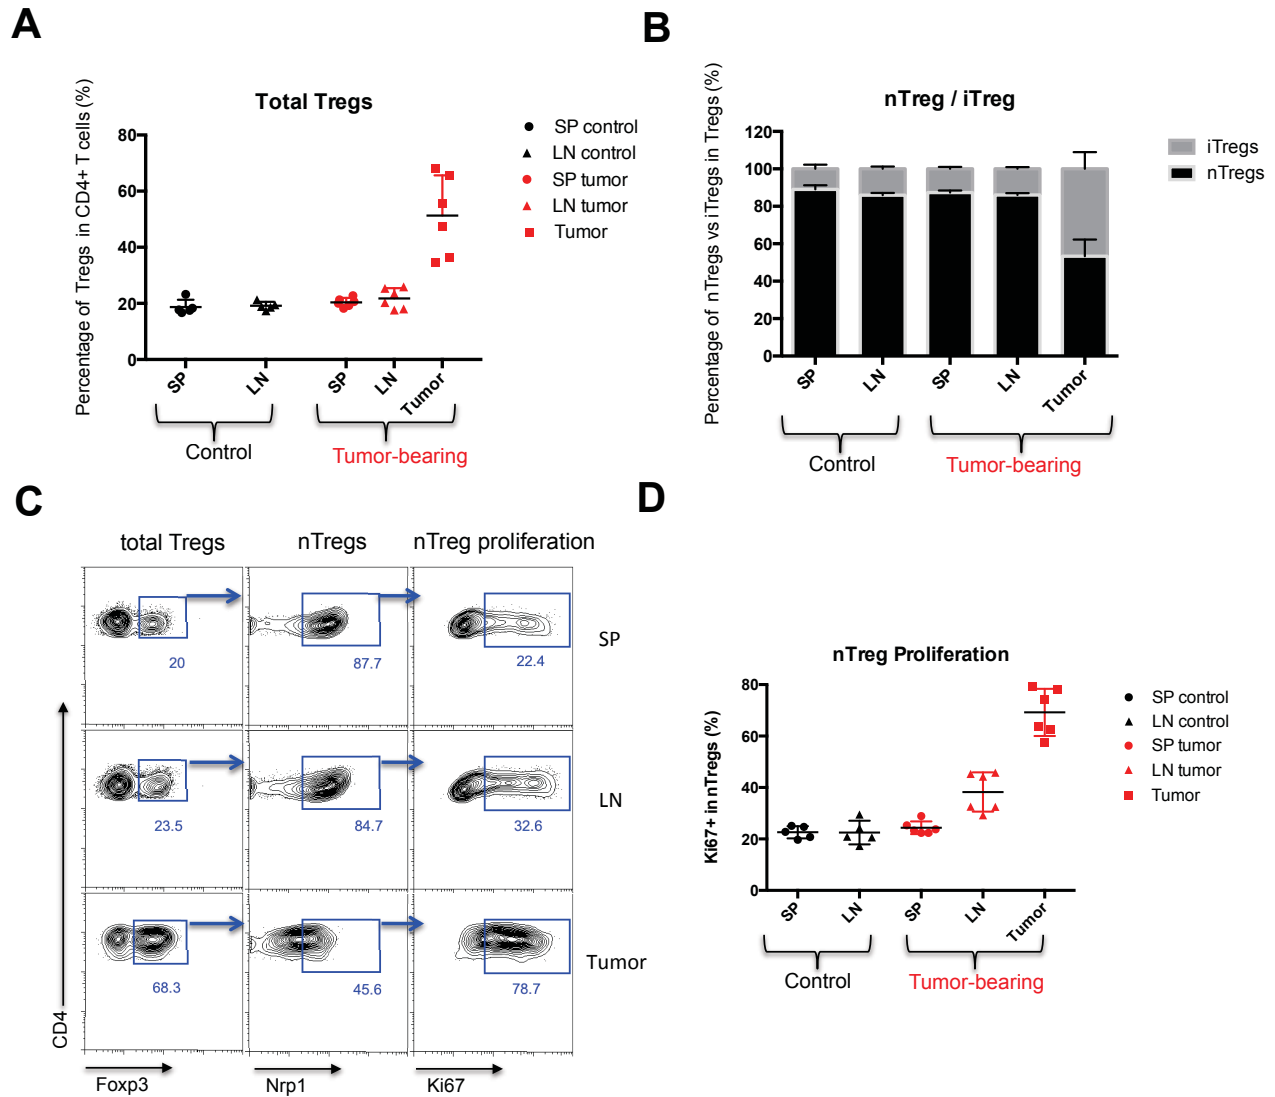 A
Total Tregs
Percentage of Tregs in CD4+ T cells (%)
80
60
40
20
0
SP
LN
SP
LN
Tumor
Control
Tumor-bearing
SP control
LN control
SP tumor
LN tumor
Tumor
B
nTreg / iTreg
Percentage of nTregs vs iTregs in Tregs (%)
120
100
80
60
40
20
0
SP
LN
SP
LN
Tumor
Control
Tumor-bearing
iTregs
nTregs
C
total Tregs
nTregs
nTreg proliferation
20
87.7
22.4
SP
23.5
84.7
32.6
LN
68.3
45.6
78.7
Tumor
CD4
Foxp3
Nrp1
Ki67
D
nTreg Proliferation
Ki67+ in nTregs (%)
80
60
40
20
0
SP
LN
SP
LN
Tumor
Control
Tumor-bearing
SP control
LN control
SP tumor
LN tumor
Tumor